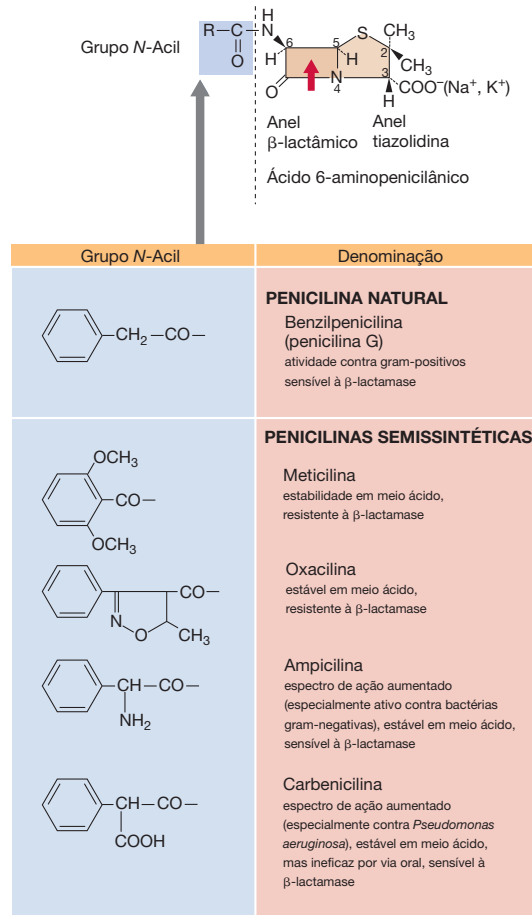 Grupo N-Acil
R—C—N
O
H
H
6
5
H
S
2
CH₃
CH₃
O
N
4
3
COO⁻(Na⁺, K⁺)
H
Anel
β-lactâmico
Anel
tiazolidina
Ácido 6-aminopenicilânico
Grupo N-Acil
Denominação
CH₂—CO—
PENICILINA NATURAL
Benzilpenicilina
(penicilina G)
atividade contra gram-positivos
sensível à β-lactamase
PENICILINAS SEMISSINTÉTICAS
OCH₃
CO—
OCH₃
Meticilina
estabilidade em meio ácido,
resistente à β-lactamase
CO—
N
O
CH₃
Oxacilina
estável em meio ácido,
resistente à β-lactamase
CH—CO—
NH₂
Ampicilina
espectro de ação aumentado
(especialmente ativo contra bactérias
gram-negativas), estável em meio ácido,
sensível à β-lactamase
CH—CO—
COOH
Carbenicilina
espectro de ação aumentado
(especialmente contra Pseudomonas
aeruginosa), estável em meio ácido,
mas ineficaz por via oral, sensível à
β-lactamase